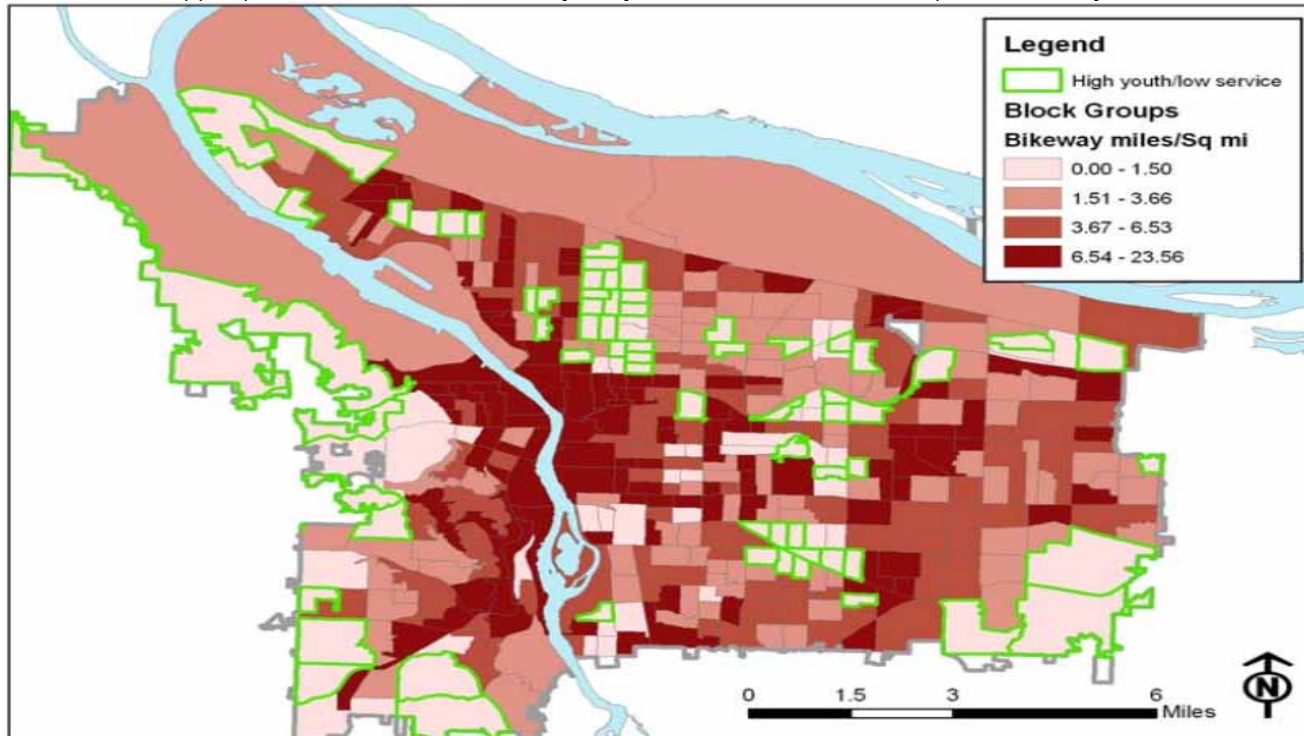 Legend
High youth/low service
Block Groups
Bikeway miles/Sq mi
0.00 - 1.50
1.51 - 3.66
3.67 - 6.53
6.54 - 23.56
0 1.5 3 6
Miles
N